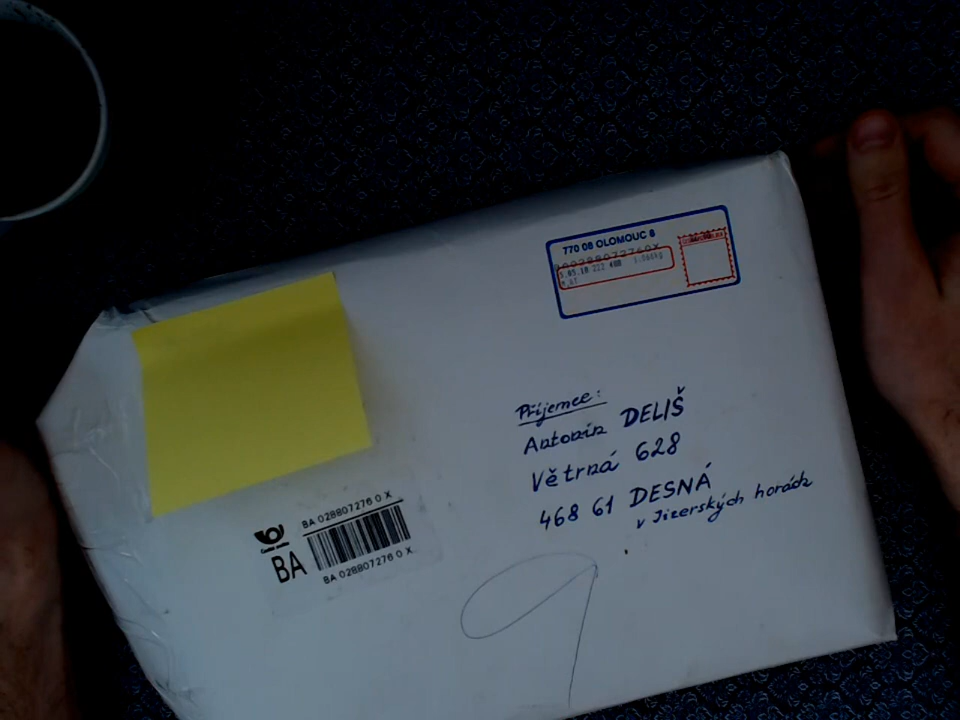 770 08 OLOMOUC 8
Příjemce:
Antonín DELIŠ
Větrná 628
468 61 DESNÁ
v Jizerských horách
BA 028807276 0 X
BA
BA 028807276 0 X
9